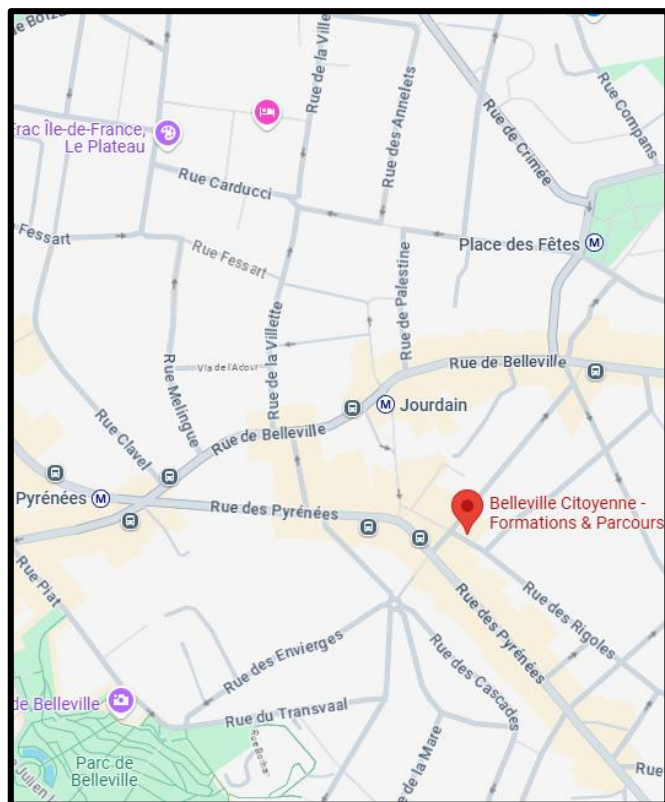 Rue de la Ville
Rue des Annelets
Rue de Crimée
Rue Compans
Frac Île-de-France,
Le Plateau
Rue Carducci
Fessart
Rue Fessart
Place des Fêtes
M
Rue de Palestine
Rue de la Villette
Rue Mélingue
Vla de l'Adour
Rue de Belleville
M
Jourdain
Rue de Belleville
Rue Clavel
Pyrénées
M
Rue des Pyrénées
Belleville Citoyenne -
Formations & Parcours
Rue Piat
Rue des Rigoles
Rue des Pyrénées
Rue des Envierges
Rue des Cascades
de Belleville
Rue du Transvaal
Parc de
Belleville
Rue de la Mare